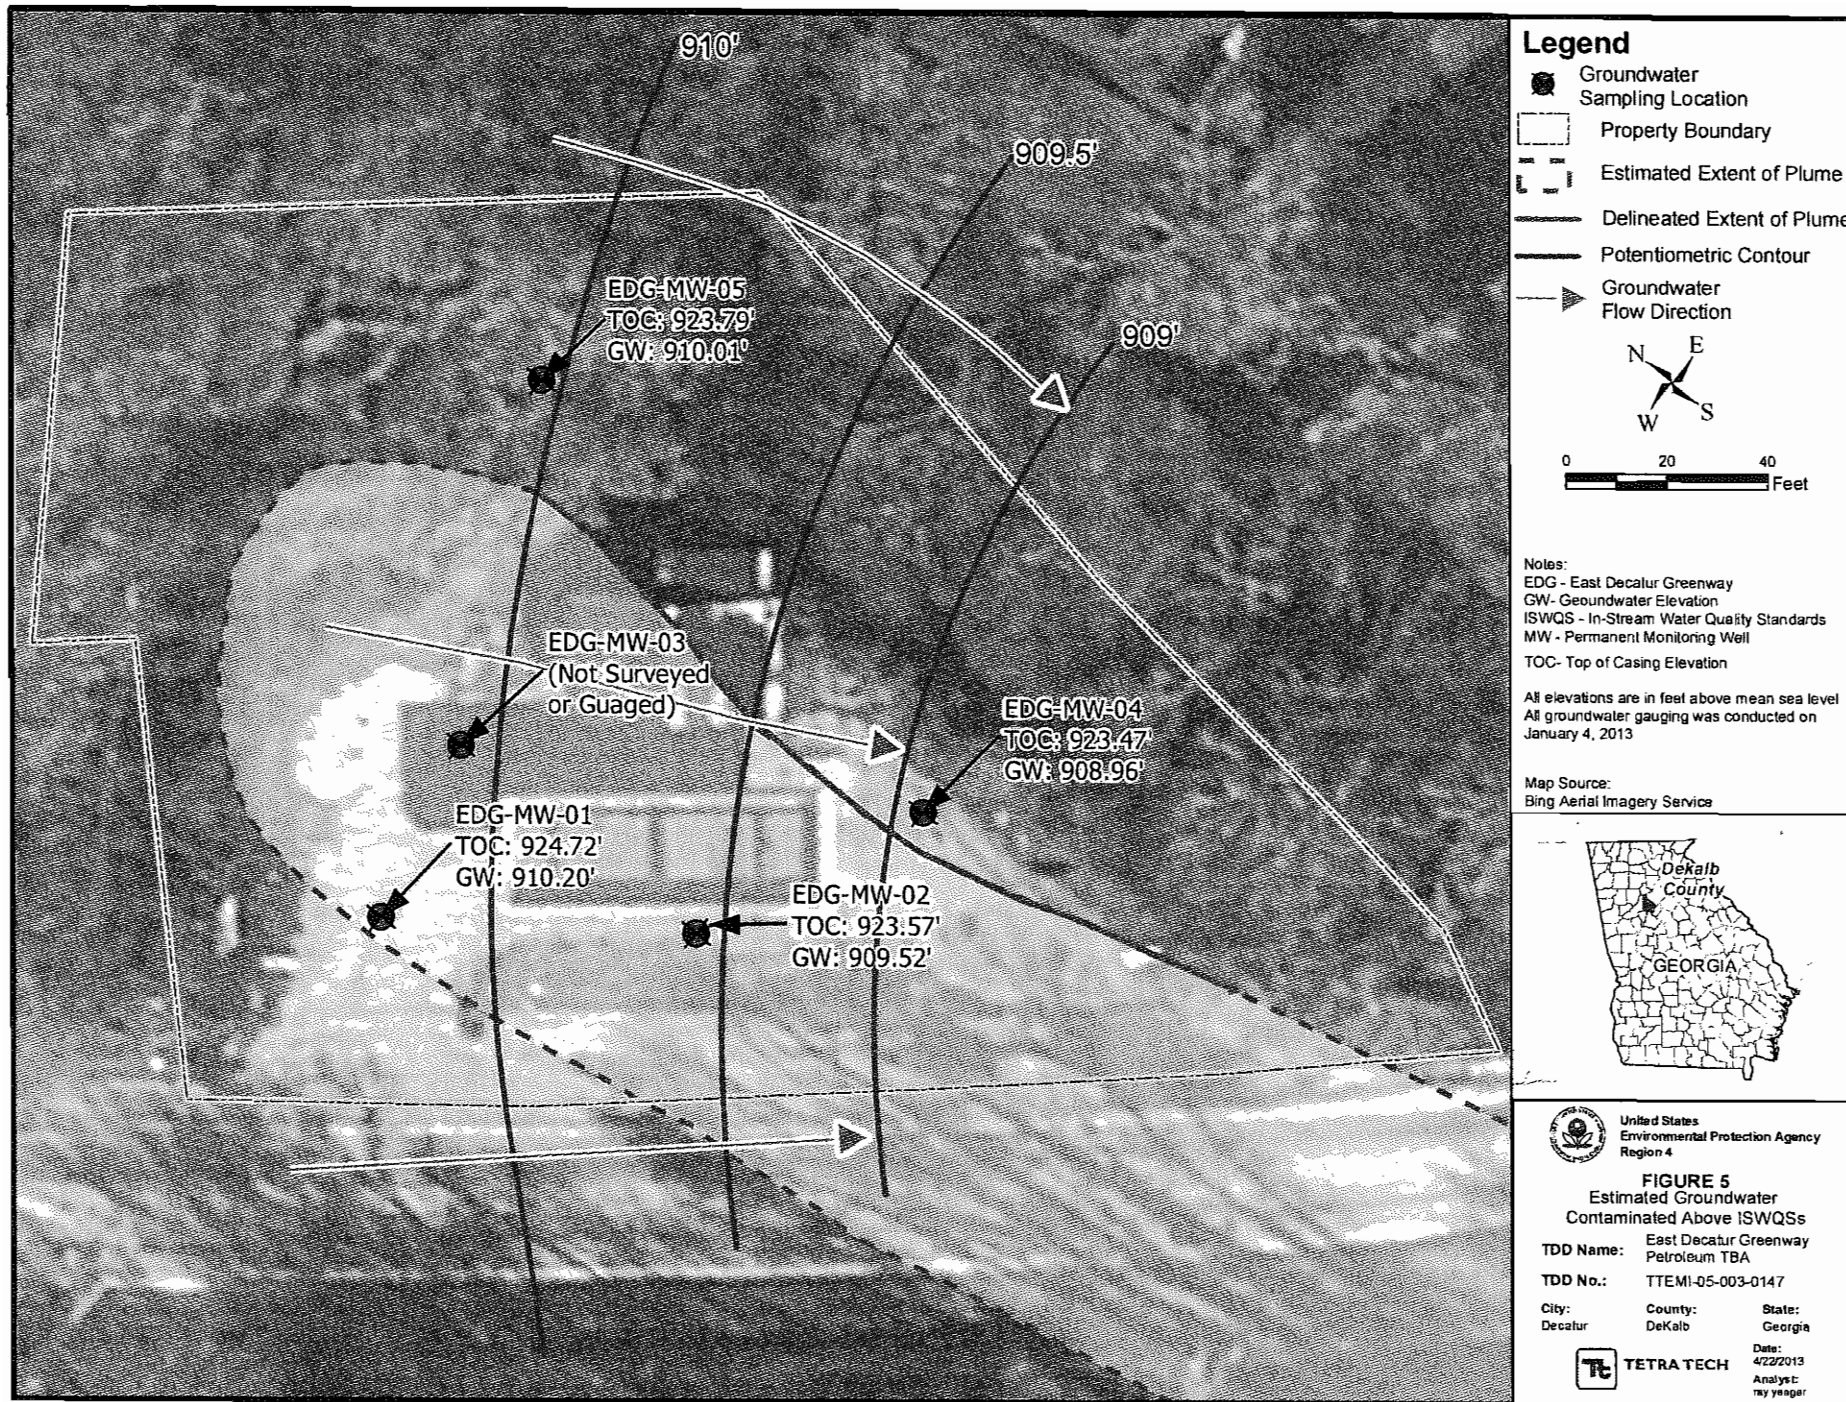 910'
909.5'
909'
EDG-MW-05
TOC: 923.79'
GW: 910.01'
EDG-MW-03
(Not Surveyed
or Guaged)
EDG-MW-04
TOC: 923.47'
GW: 908.96'
EDG-MW-01
TOC: 924.72'
GW: 910.20'
EDG-MW-02
TOC: 923.57'
GW: 909.52'
Legend
Groundwater
Sampling Location
Property Boundary
Estimated Extent of Plume
Delineated Extent of Plume
Potentiometric Contour
Groundwater
Flow Direction
N E
W S
0 20 40
Feet
Notes:
EDG - East Decatur Greenway
GW- Geoundwater Elevation
ISWQS - In-Stream Water Quality Standards
MW - Permanent Monitoring Well
TOC- Top of Casing Elevation
All elevations are in feet above mean sea level
All groundwater gauging was conducted on
January 4, 2013
Map Source:
Bing Aerial Imagery Service
Dekalb
County
GEORGIA
United States
Environmental Protection Agency
Region 4
FIGURE 5
Estimated Groundwater
Contaminated Above ISWQSs
TDD Name: East Decatur Greenway
Petroleum TBA
TDD No.: TTEMI-05-003-0147
City: County: State:
Decatur DeKalb Georgia
Tt TETRA TECH
Date:
4/22/2013
Analyst:
ray yeager